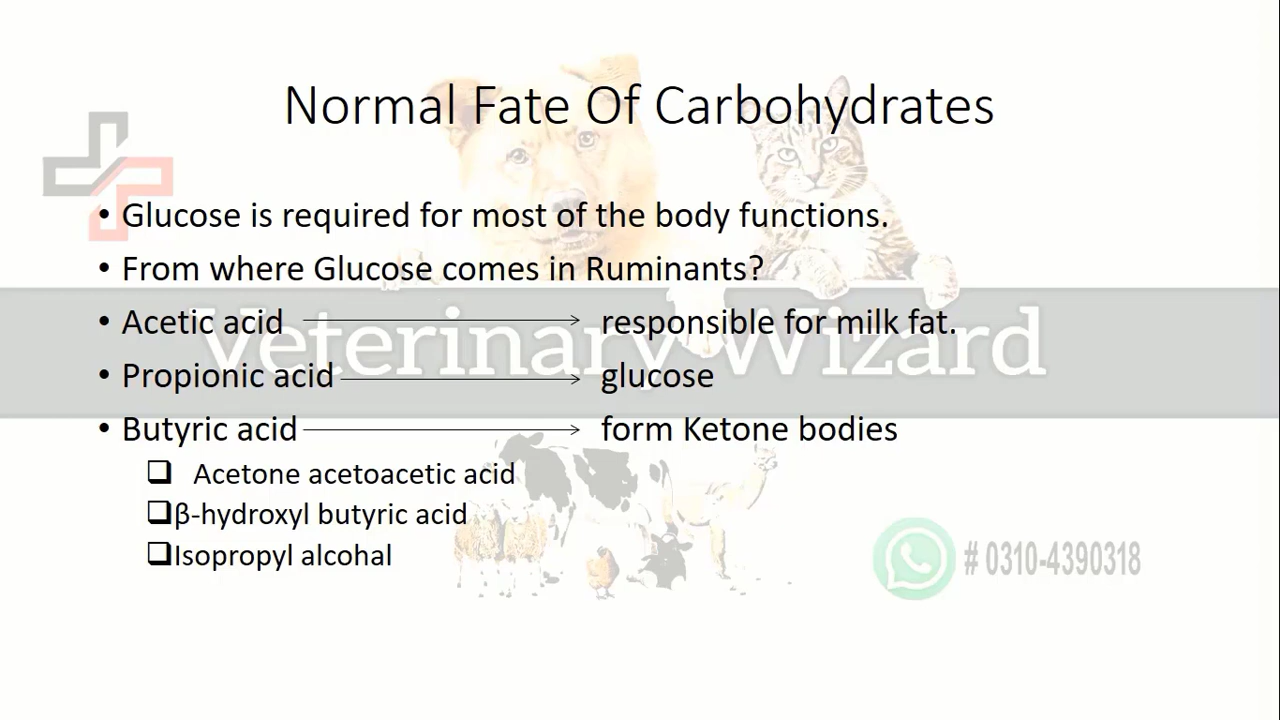 Normal Fate Of Carbohydrates
• Glucose is required for most of the body functions.
• From where Glucose comes in Ruminants?
• Acetic acid → responsible for milk fat.
Veterinary Wizard
• Propionic acid → glucose
• Butyric acid → form Ketone bodies
❑ Acetone acetoacetic acid
❑β-hydroxyl butyric acid
❑Isopropyl alcohal
# 0310-4390318